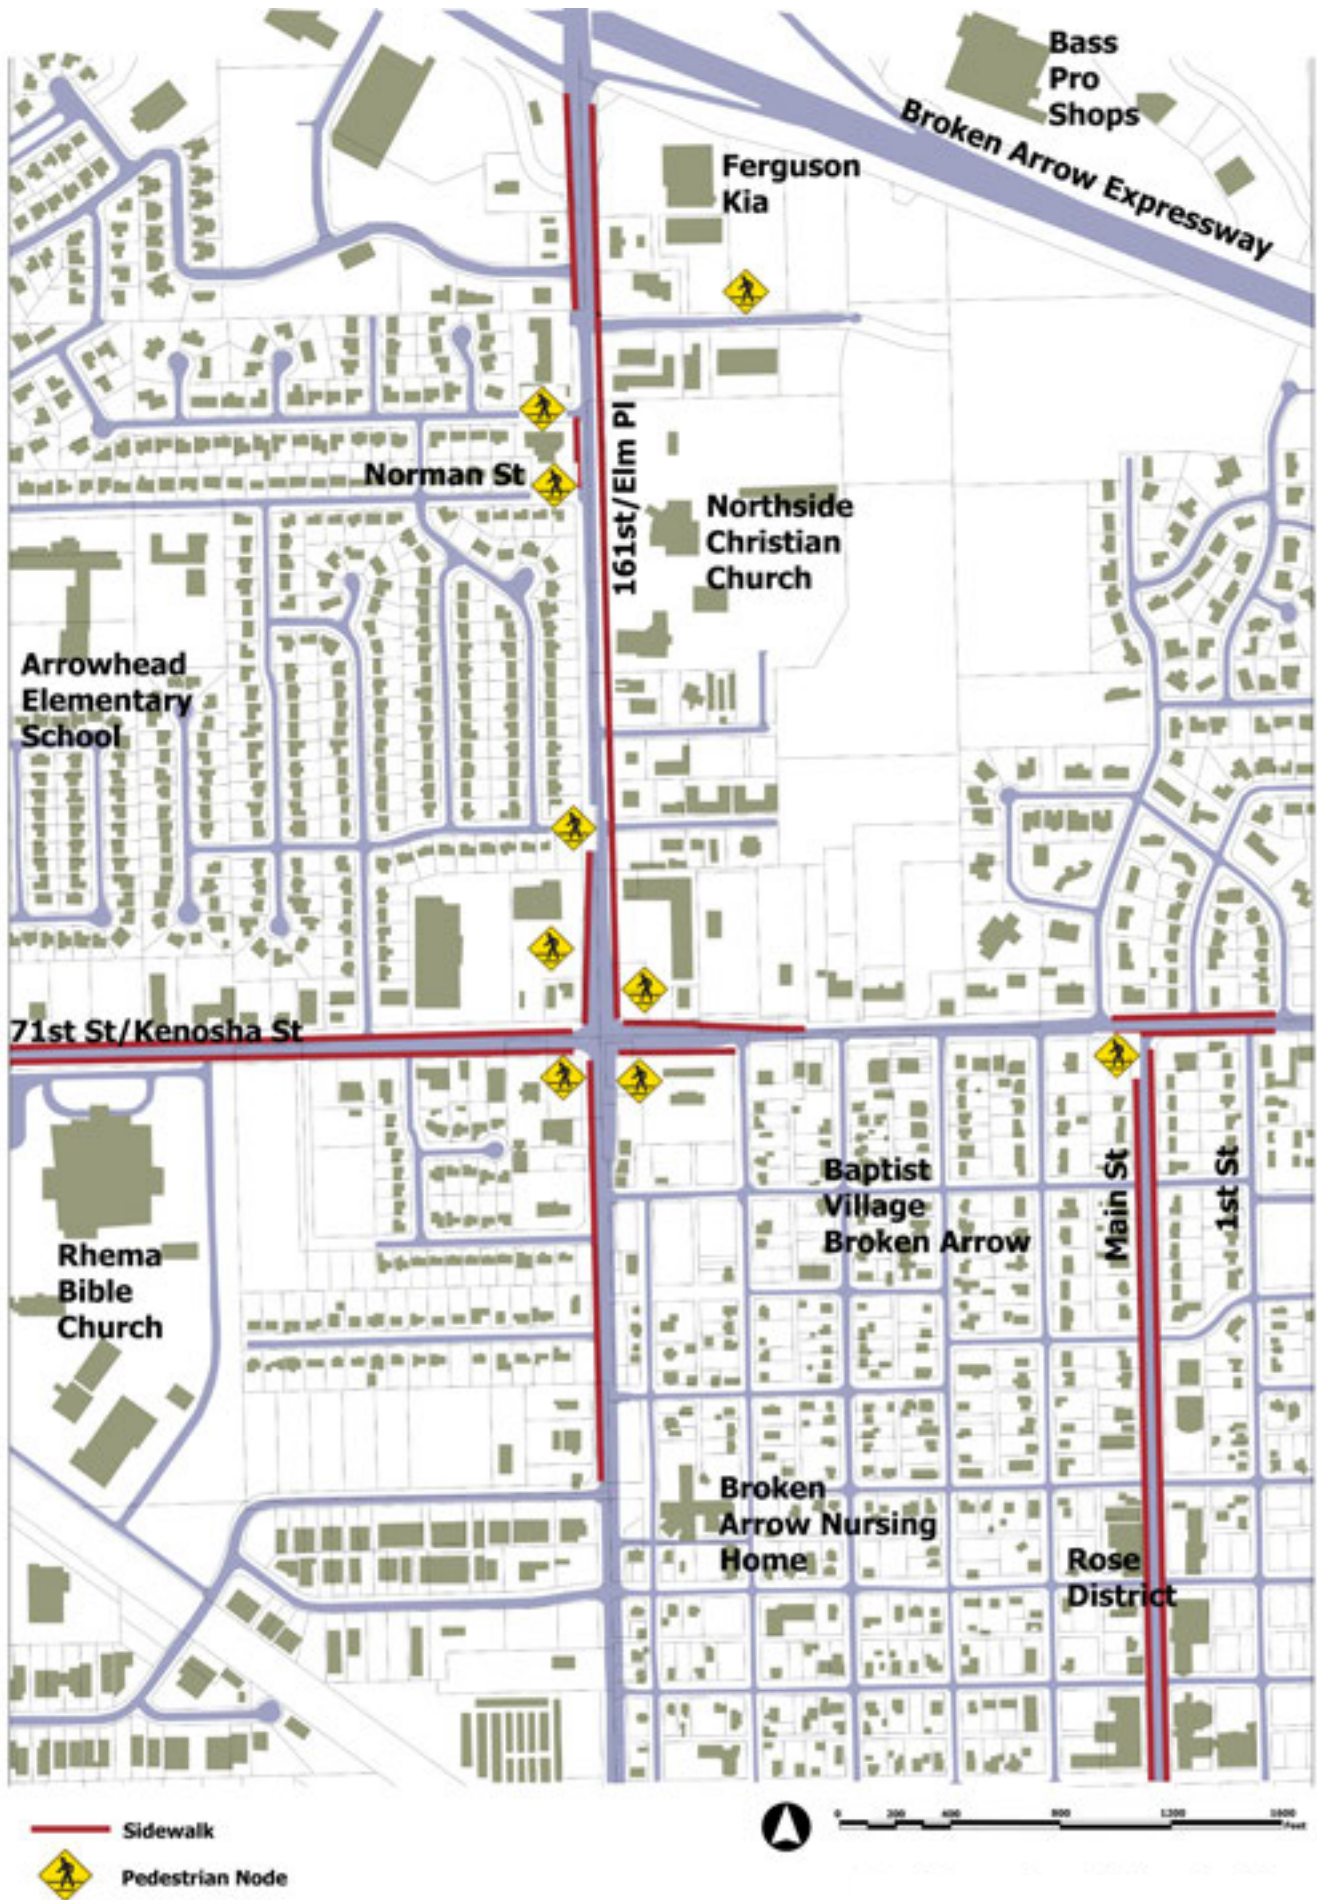 Bass
Pro
Shops
Broken Arrow Expressway
Ferguson
Kia
161st/Elm Pl
Norman St
Northside
Christian
Church
Arrowhead
Elementary
School
71st St/Kenosha St
Baptist
Village
Broken Arrow
Main St
1st St
Rhema
Bible
Church
Broken
Arrow Nursing
Home
Rose
District
Sidewalk
Pedestrian Node
0 200 400 800 1200 1600
Feet